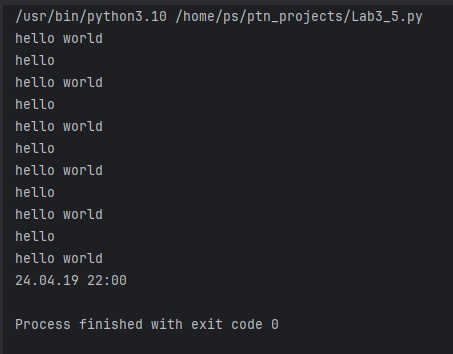 /usr/bin/python3.10 /home/ps/ptn_projects/Lab3_5.py
hello world
hello
hello world
hello
hello world
hello
hello world
hello
hello world
hello
hello world
24.04.19 22:00
Process finished with exit code 0